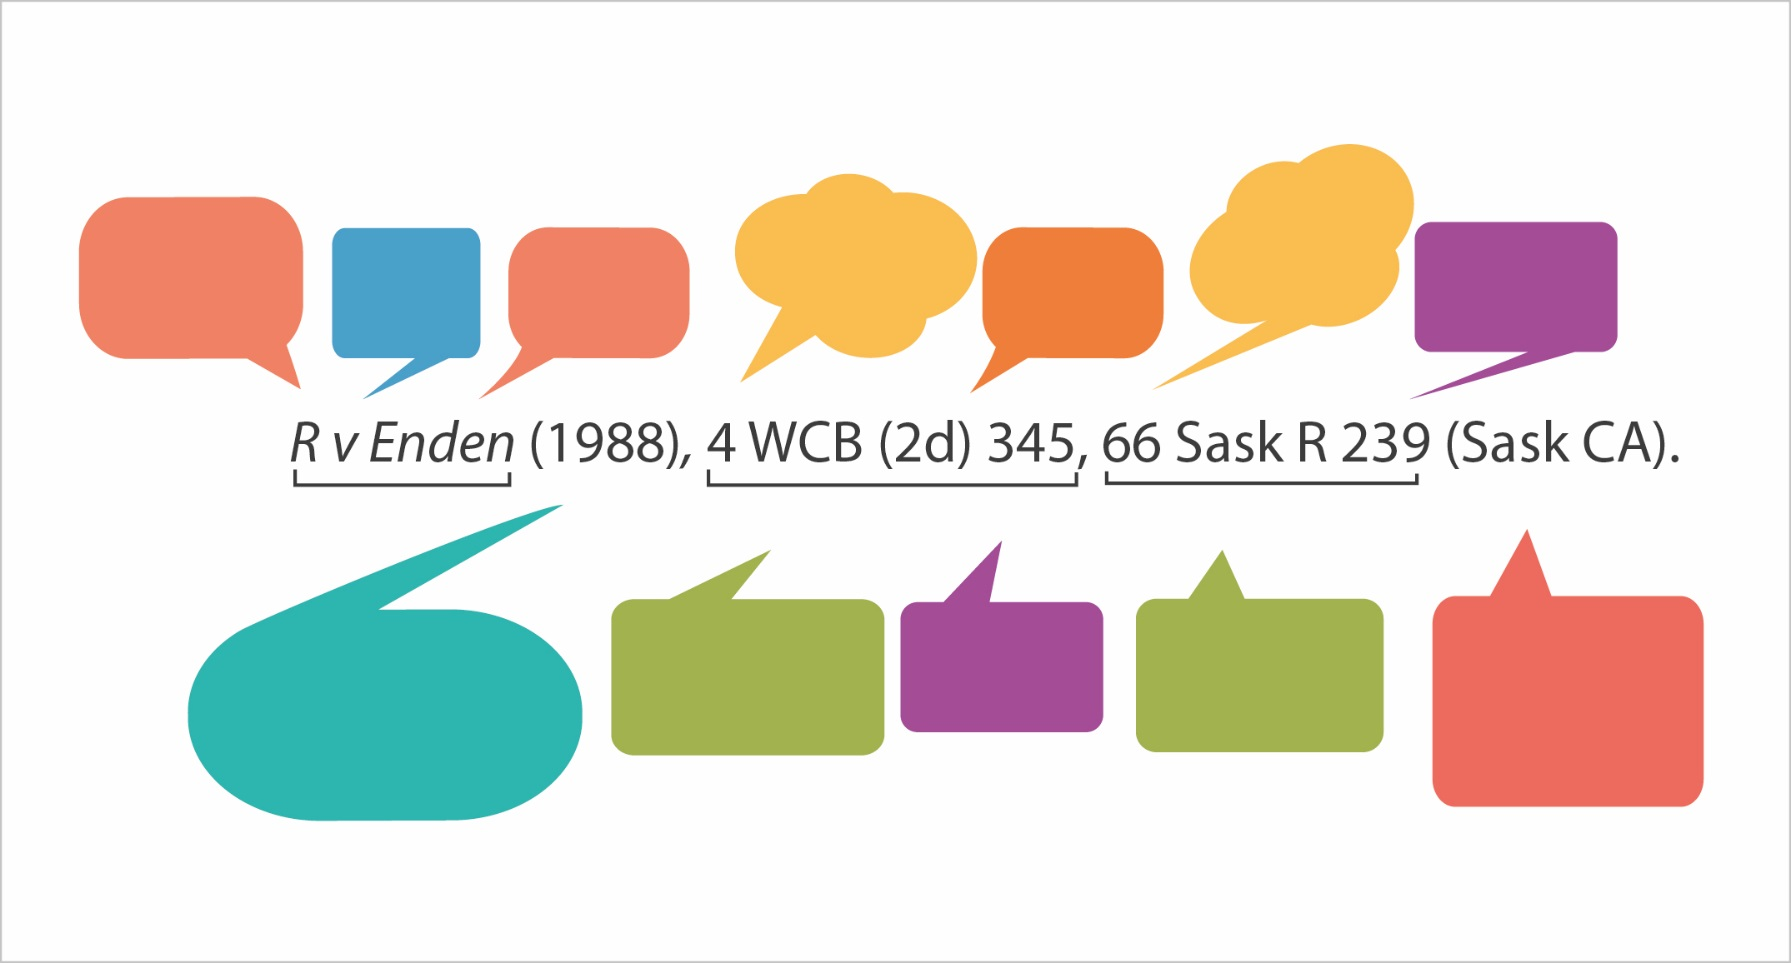 R v Enden (1988), 4 WCB (2d) 345, 66 Sask R 239 (Sask CA).